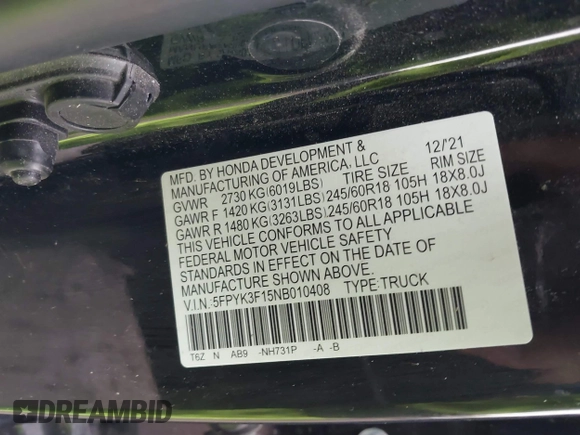 MFD. BY HONDA DEVELOPMENT &
MANUFACTURING OF AMERICA, LLC 12/'21
GVWR 2730 KG(6019LBS) TIRE SIZE RIM SIZE
GAWR F 1420 KG(3131LBS),245/60R18 105H 18X8.0J
GAWR R 1480 KG(3263LBS),245/60R18 105H 18X8.0J
THIS VEHICLE CONFORMS TO ALL APPLICABLE
FEDERAL MOTOR VEHICLE SAFETY
STANDARDS IN EFFECT ON THE DATE OF
MANUFACTURE SHOWN ABOVE.
V.I.N.:5FPYK3F15NB010408 TYPE:TRUCK
T6Z N AB9 -NH731P -A -B
DREAMBID